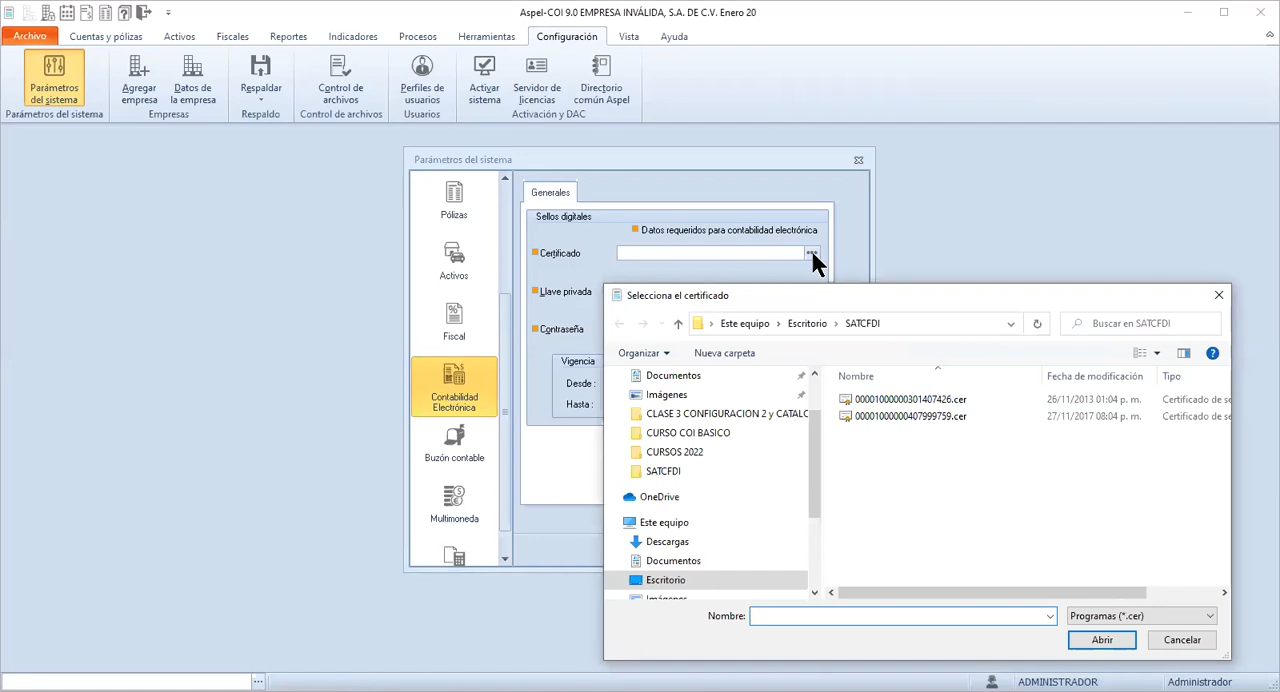 Aspel-COI 9.0 EMPRESA INVÁLIDA, S.A. DE C.V. Enero 20
Archivo Cuentas y pólizas Activos Fiscales Reportes Indicadores Procesos Herramientas Configuración Vista Ayuda
Parámetros del sistema
Agregar empresa
Datos de la empresa
Respaldar
Control de archivos
Perfiles de usuarios
Activar sistema
Servidor de licencias
Directorio común Aspel
Parámetros del sistema Empresas Respaldo Control de archivos Usuarios Activación y DAC
Parámetros del sistema
Pólizas
Activos
Fiscal
Contabilidad Electrónica
Buzón contable
Multimoneda
Generales
Sellos digitales
Datos requeridos para contabilidad electrónica
Certificado
Llave privada
Contraseña
Vigencia
Desde :
Hasta :
Selecciona el certificado
Este equipo Escritorio SATCFDI
Buscar en SATCFDI
Organizar Nueva carpeta
Documentos
Imágenes
CLASE 3 CONFIGURACION 2 y CATALC
CURSO COI BASICO
CURSOS 2022
SATCFDI
OneDrive
Este equipo
Descargas
Documentos
Escritorio
Imágenes
Nombre Fecha de modificación Tipo
00001000000301407426.cer 26/11/2013 01:04 p. m. Certificado de se
00001000000407999759.cer 27/11/2017 08:04 p. m. Certificado de se
Nombre: Programas (*.cer)
Abrir Cancelar
ADMINISTRADOR Administrador